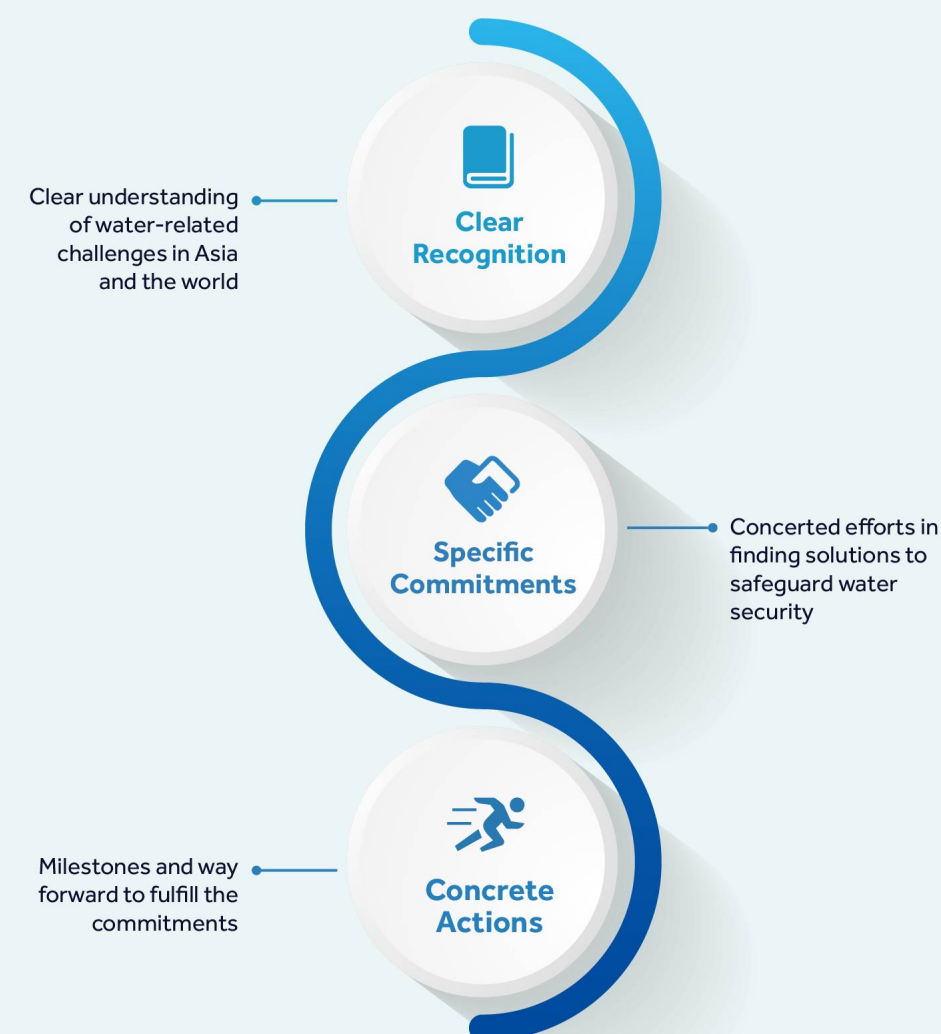 Clear understanding
of water-related
challenges in Asia
and the world
Clear
Recognition
Specific
Commitments
Concerted efforts in
finding solutions to
safeguard water
security
Milestones and way
forward to fulfill the
commitments
Concrete
Actions